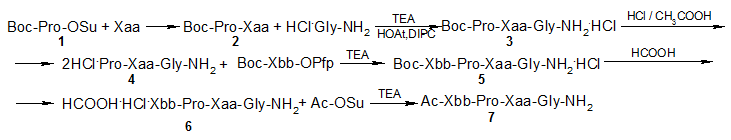 Boc-Pro-OSu + Xaa → Boc-Pro-Xaa + HCl·Gly-NH2 TEA HOAt,DIPC Boc-Pro-Xaa-Gly-NH2·HCl HCl / CH3COOH
1 2 3
2HCl·Pro-Xaa-Gly-NH2 + Boc-Xbb-OPfp TEA Boc-Xbb-Pro-Xaa-Gly-NH2·HCl HCOOH
4 5
HCOOH·HCl·Xbb-Pro-Xaa-Gly-NH2 + Ac-OSu TEA Ac-Xbb-Pro-Xaa-Gly-NH2
6 7